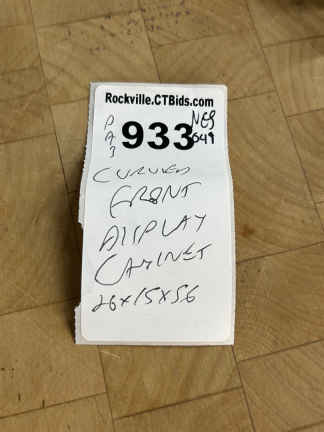 Rockville.CTBids.com
933
CURVED
FRONT
DISPLAY
CABINET
26x15x56